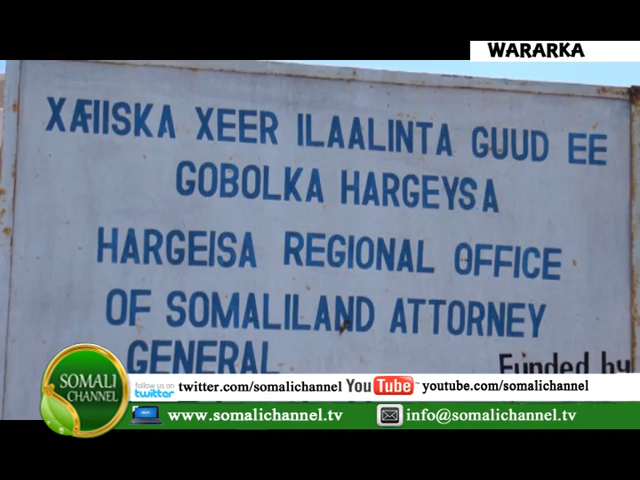 WARARKA
XAFIISKA XEER ILAALINTA GUUD EE
GOBOLKA HARGEYSA
HARGEISA REGIONAL OFFICE
OF SOMALILAND ATTORNEY
GENERAL
Funded by
SOMALI
CHANNEL
follow us on
twitter
twitter.com/somalichannel
YouTube
youtube.com/somalichannel
www.somalichannel.tv
info@somalichannel.tv